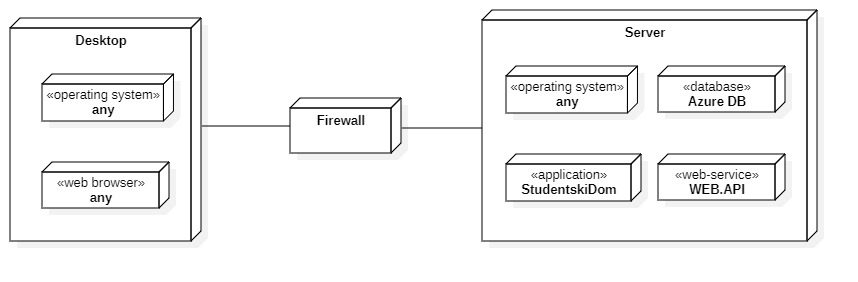 Desktop
«operating system»
any
«web browser»
any
Firewall
Server
«operating system»
any
«database»
Azure DB
«application»
StudentskiDom
«web-service»
WEB.API